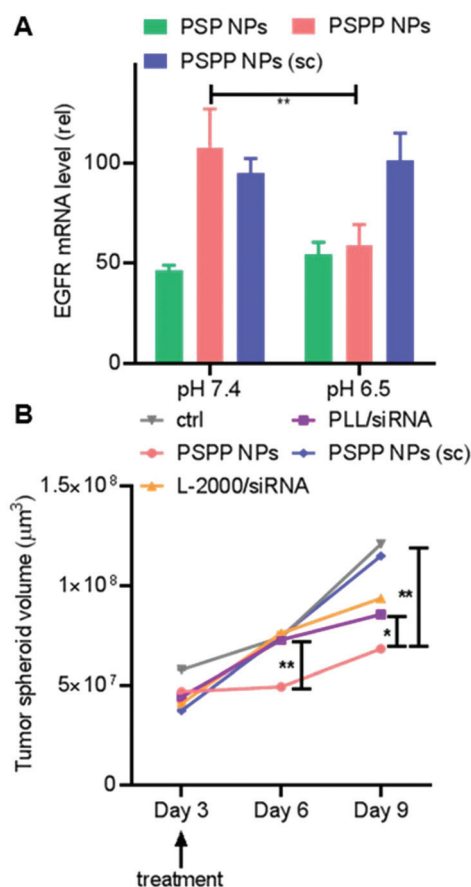 A
PSP NPs PSPP NPs
PSPP NPs (sc)
EGFR mRNA level (rel)
**
100
50
0
pH 7.4 pH 6.5
B
ctrl PLL/siRNA
PSPP NPs PSPP NPs (sc)
L-2000/siRNA
Tumor spheroid volume (μm³)
1.5× 10⁸
1× 10⁸
5× 10⁷
0
**
*
**
Day 3 Day 6 Day 9
treatment